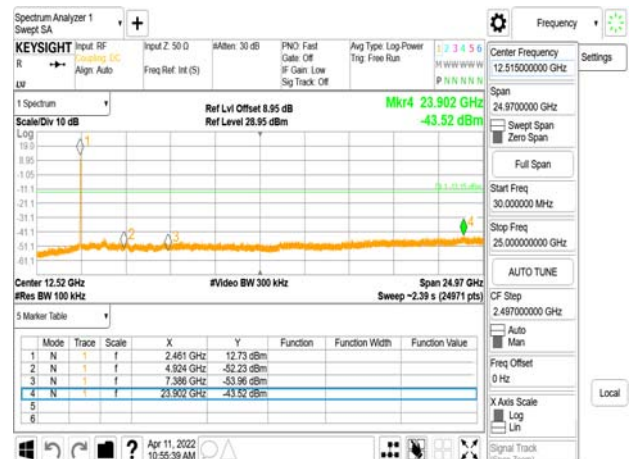 Spectrum Analyzer 1
Swept SA
+
Frequency
KEYSIGHT
R
LVI
Input: RF
Coupling: DC
Align: Auto
Input Z: 50 Ω
Freq Ref: Int (S)
#Atten: 30 dB
PNO: Fast
Gate: Off
IF Gain: Low
Sig Track: Off
Avg Type: Log-Power
Trig: Free Run
1 2 3 4 5 6
M W W W W W
P N N N N N
1 Spectrum
Scale/Div 10 dB
Ref Lvl Offset 8.95 dB
Ref Level 28.95 dBm
Mkr4 23.902 GHz
-43.52 dBm
Log
19.0
8.95
-1.05
-11.1
-21.1
-31.1
-41.1
-51.1
-61.1
1
2
3
4
Center 12.52 GHz
#Res BW 100 kHz
#Video BW 300 kHz
Span 24.97 GHz
Sweep ~2.39 s (24971 pts)
5 Marker Table
Mode Trace Scale X Y Function Function Width Function Value
1 N 1 f 2.461 GHz 12.73 dBm
2 N 1 f 4.924 GHz -52.23 dBm
3 N 1 f 7.386 GHz -53.96 dBm
4 N 1 f 23.902 GHz -43.52 dBm
5
6
?
Apr 11, 2022
10:55:39 AM
Center Frequency
12.515000000 GHz
Span
24.9700000 GHz
Swept Span
Zero Span
Full Span
Start Freq
30.000000 MHz
Stop Freq
25.000000000 GHz
AUTO TUNE
CF Step
2.497000000 GHz
Auto
Man
Freq Offset
0 Hz
X Axis Scale
Log
Lin
Signal Track
Settings
Local